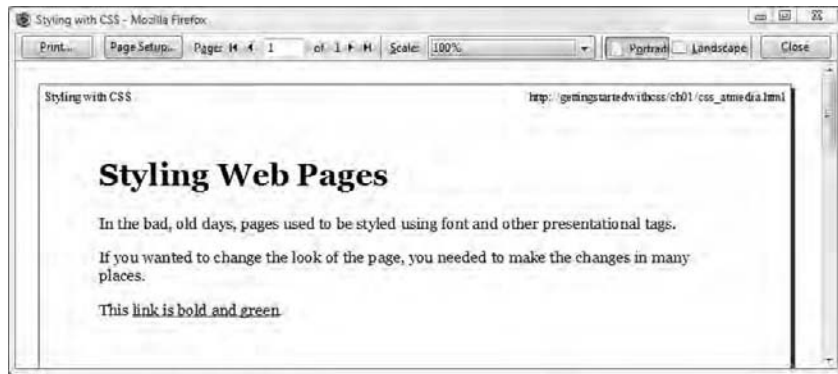 Styling with CSS - Mozilla Firefox
Print... Page Setup... Page: 1 of 1 Scale: 100% Portrait Landscape Close
Styling with CSS http://gettingstartedwithcss/ch01/css_atmedia.html
Styling Web Pages
In the bad, old days, pages used to be styled using font and other presentational tags.
If you wanted to change the look of the page, you needed to make the changes in many
places.
This link is bold and green.